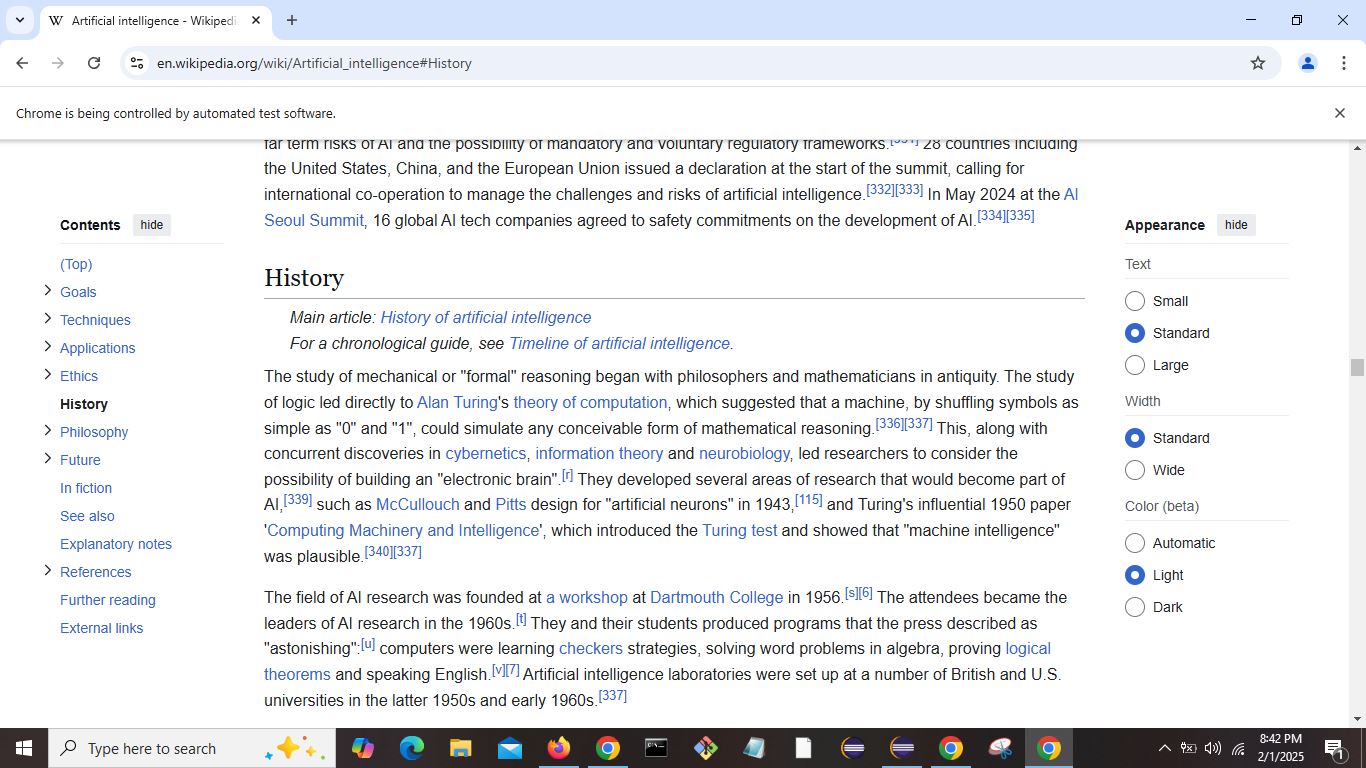 Artificial intelligence - Wikipedi
en.wikipedia.org/wiki/Artificial_intelligence#History
Chrome is being controlled by automated test software.
far term risks of AI and the possibility of mandatory and voluntary regulatory frameworks.[331] 28 countries including
the United States, China, and the European Union issued a declaration at the start of the summit, calling for
international co-operation to manage the challenges and risks of artificial intelligence.[332][333] In May 2024 at the AI
Seoul Summit, 16 global AI tech companies agreed to safety commitments on the development of AI.[334][335]
Contents hide
(Top)
Goals
Techniques
Applications
Ethics
History
Philosophy
Future
In fiction
See also
Explanatory notes
References
Further reading
External links
History
Main article: History of artificial intelligence
For a chronological guide, see Timeline of artificial intelligence.
The study of mechanical or "formal" reasoning began with philosophers and mathematicians in antiquity. The study
of logic led directly to Alan Turing's theory of computation, which suggested that a machine, by shuffling symbols as
simple as "0" and "1", could simulate any conceivable form of mathematical reasoning.[336][337] This, along with
concurrent discoveries in cybernetics, information theory and neurobiology, led researchers to consider the
possibility of building an "electronic brain".[r] They developed several areas of research that would become part of
AI,[339] such as McCullouch and Pitts design for "artificial neurons" in 1943,[115] and Turing's influential 1950 paper
'Computing Machinery and Intelligence', which introduced the Turing test and showed that "machine intelligence"
was plausible.[340][337]
The field of AI research was founded at a workshop at Dartmouth College in 1956.[s][6] The attendees became the
leaders of AI research in the 1960s.[t] They and their students produced programs that the press described as
"astonishing":[u] computers were learning checkers strategies, solving word problems in algebra, proving logical
theorems and speaking English.[v][7] Artificial intelligence laboratories were set up at a number of British and U.S.
universities in the latter 1950s and early 1960s.[337]
Appearance hide
Text
Small
Standard
Large
Width
Standard
Wide
Color (beta)
Automatic
Light
Dark
Type here to search
8:42 PM
2/1/2025
1